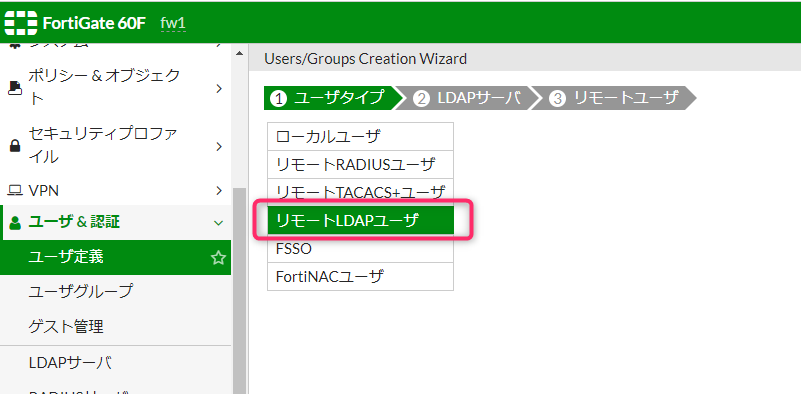 FortiGate 60F fw1
システム
ポリシー & オブジェク
ト
セキュリティプロファ
イル
VPN
ユーザ & 認証
ユーザ定義
ユーザグループ
ゲスト管理
LDAPサーバ
Users/Groups Creation Wizard
1 ユーザタイプ 2 LDAPサーバ 3 リモートユーザ
ローカルユーザ
リモートRADIUSユーザ
リモートTACACS+ユーザ
リモートLDAPユーザ
FSSO
FortiNACユーザ